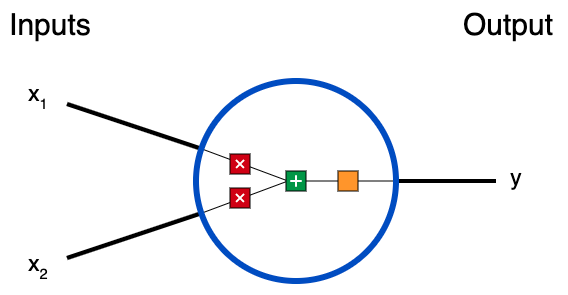 Inputs
Output
x₁
×
+
y
×
x₂